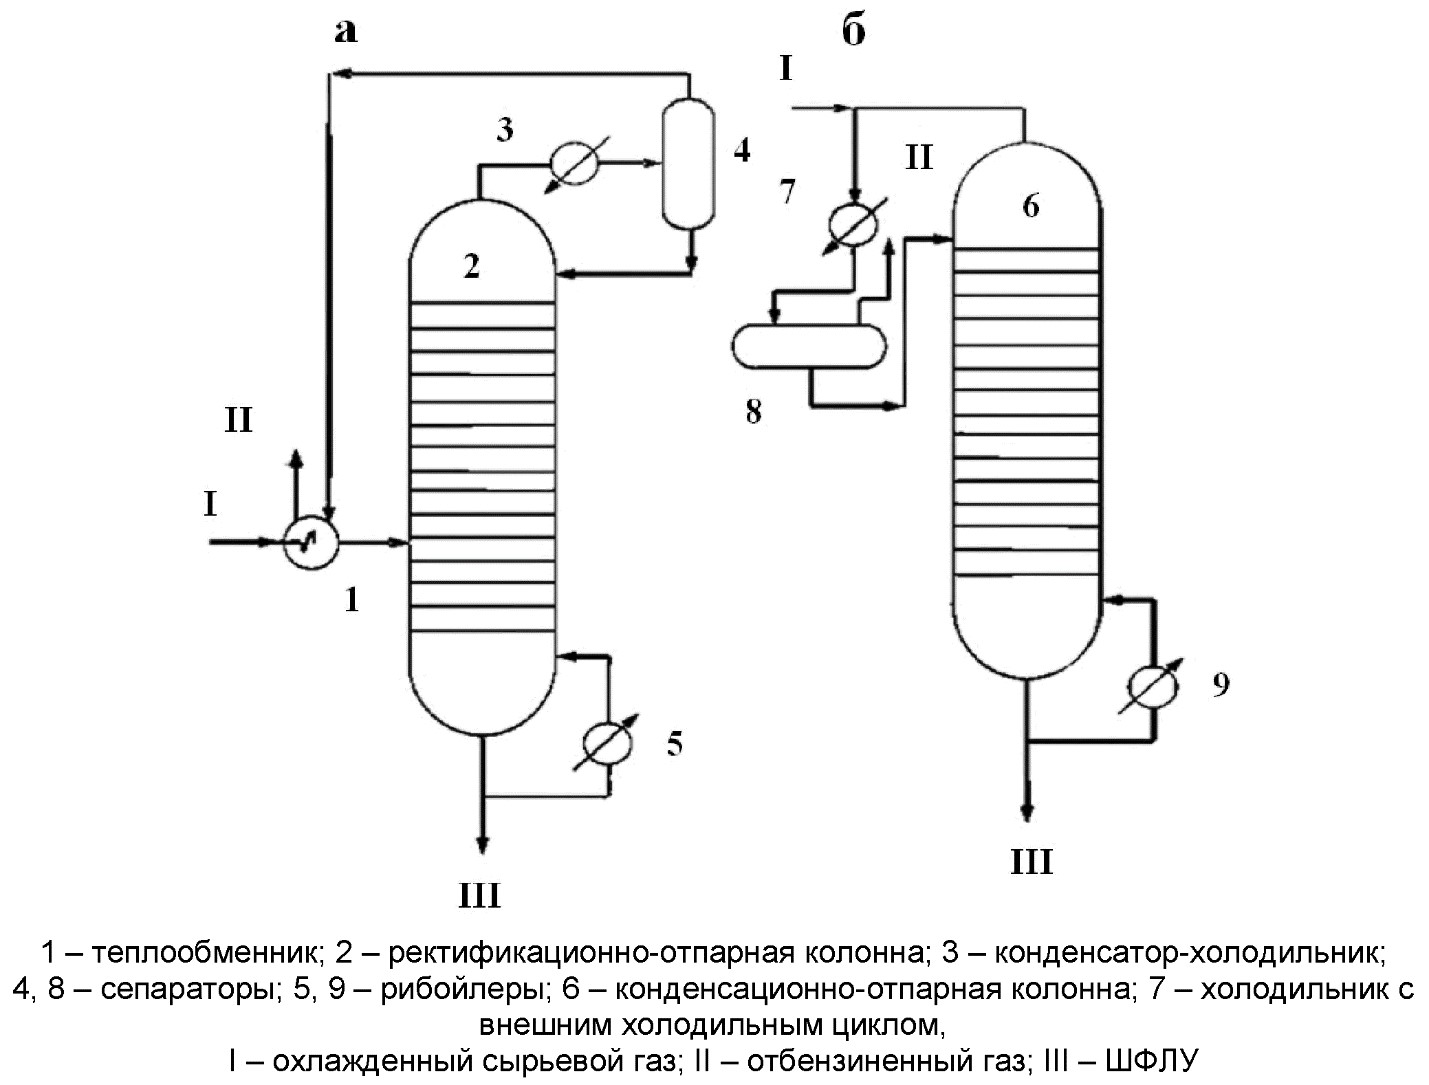 а
б
I
3
4
7
II
6
2
8
II
I
1
9
5
III
III
1 – теплообменник; 2 – ректификационно-отпарная колонна; 3 – конденсатор-холодильник;
4, 8 – сепараторы; 5, 9 – рибойлеры; 6 – конденсационно-отпарная колонна; 7 – холодильник с
внешним холодильным циклом,
I – охлажденный сырьевой газ; II – отбензиненный газ; III – ШФЛУ